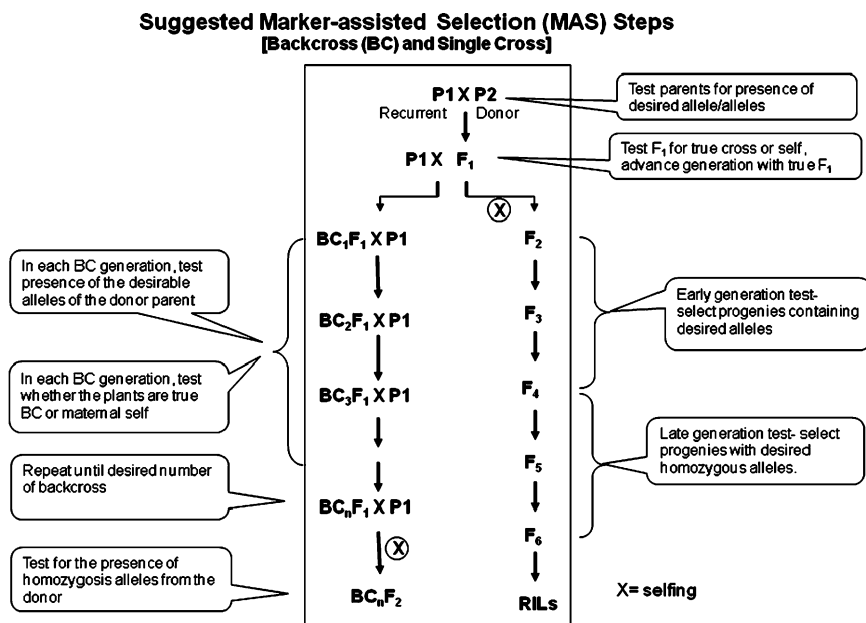 Suggested Marker-assisted Selection (MAS) Steps
[Backcross (BC) and Single Cross]
P1 X P2
Recurrent Donor
Test parents for presence of
desired allele/alleles
P1 X F₁
Test F₁ for true cross or self,
advance generation with true F₁
X
BC₁F₁ X P1
F₂
In each BC generation, test
presence of the desirable
alleles of the donor parent
BC₂F₁ X P1
F₃
Early generation test-
select progenies containing
desired alleles
In each BC generation, test
whether the plants are true
BC or maternal self
BC₃F₁ X P1
F₄
Late generation test- select
progenies with desired
homozygous alleles.
Repeat until desired number
of backcross
F₅
BCₙF₁ X P1
F₆
X
Test for the presence of
homozygosis alleles from the
donor
BCₙF₂
RILs
X= selfing